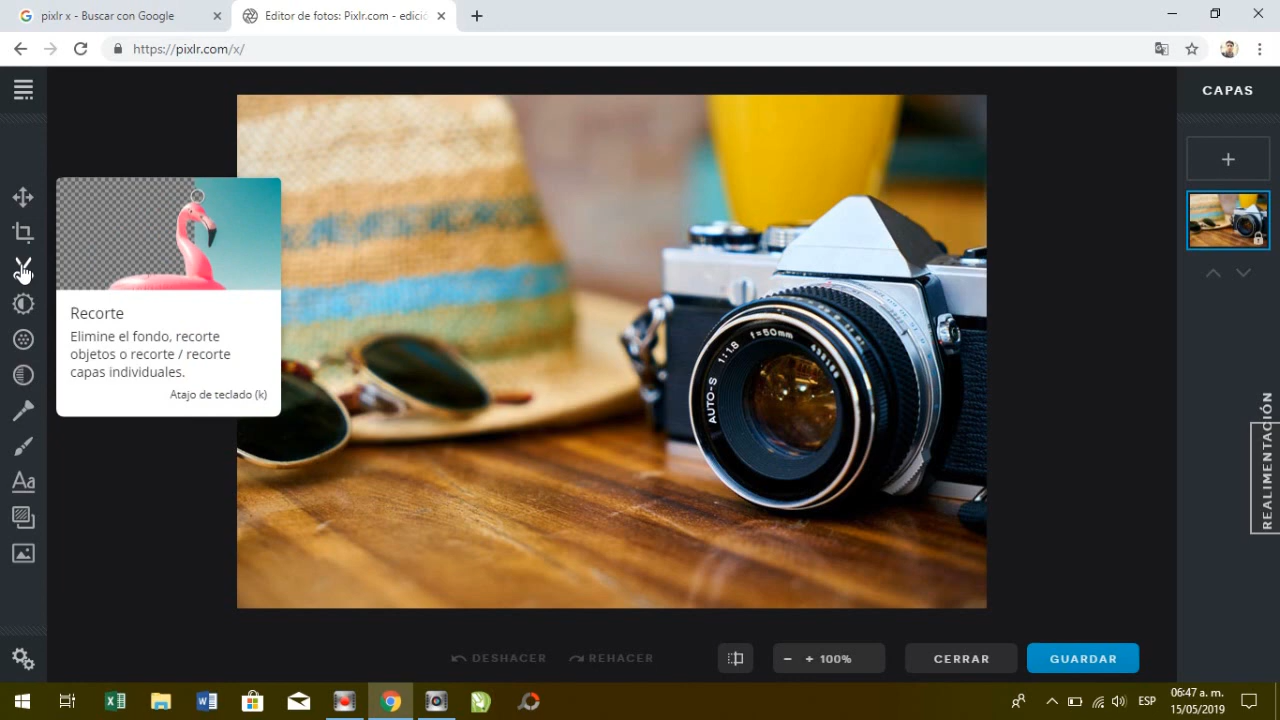 pixlr x - Buscar con Google
Editor de fotos: Pixlr.com - edició
https://pixlr.com/x/
CAPAS
Recorte
Elimine el fondo, recorte
objetos o recorte / recorte
capas individuales.
Atajo de teclado (k)
Aa
AUTO-S 1:1.8 f=50mm
REALIMENTACIÓN
DESHACER
REHACER
100%
CERRAR
GUARDAR
ESP
06:47 a. m.
15/05/2019